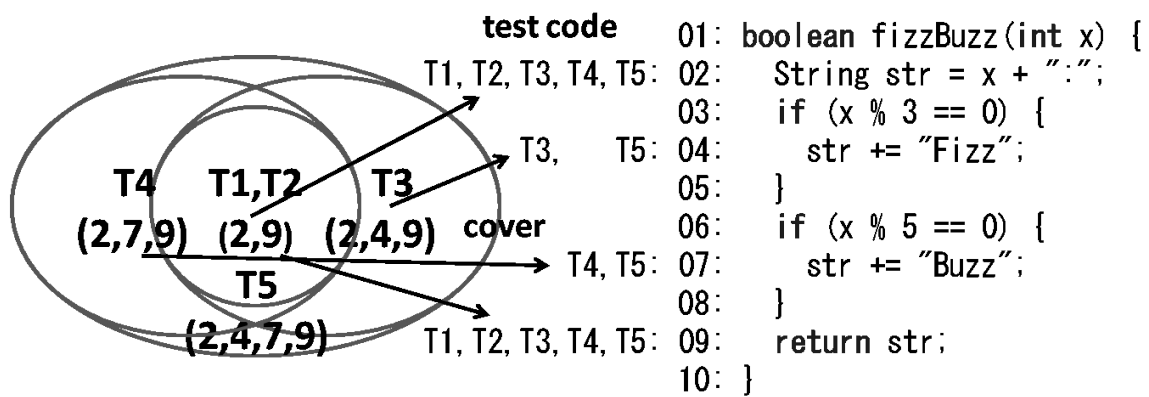 test code
T4 T1,T2 T3
(2,7,9) (2,9) (2,4,9) cover
T5
(2,4,7,9)
01: boolean fizzBuzz(int x) {
T1, T2, T3, T4, T5: 02: String str = x + ":";
03: if (x % 3 == 0) {
T3, T5: 04: str += "Fizz";
05: }
06: if (x % 5 == 0) {
T4, T5: 07: str += "Buzz";
08: }
T1, T2, T3, T4, T5: 09: return str;
10: }